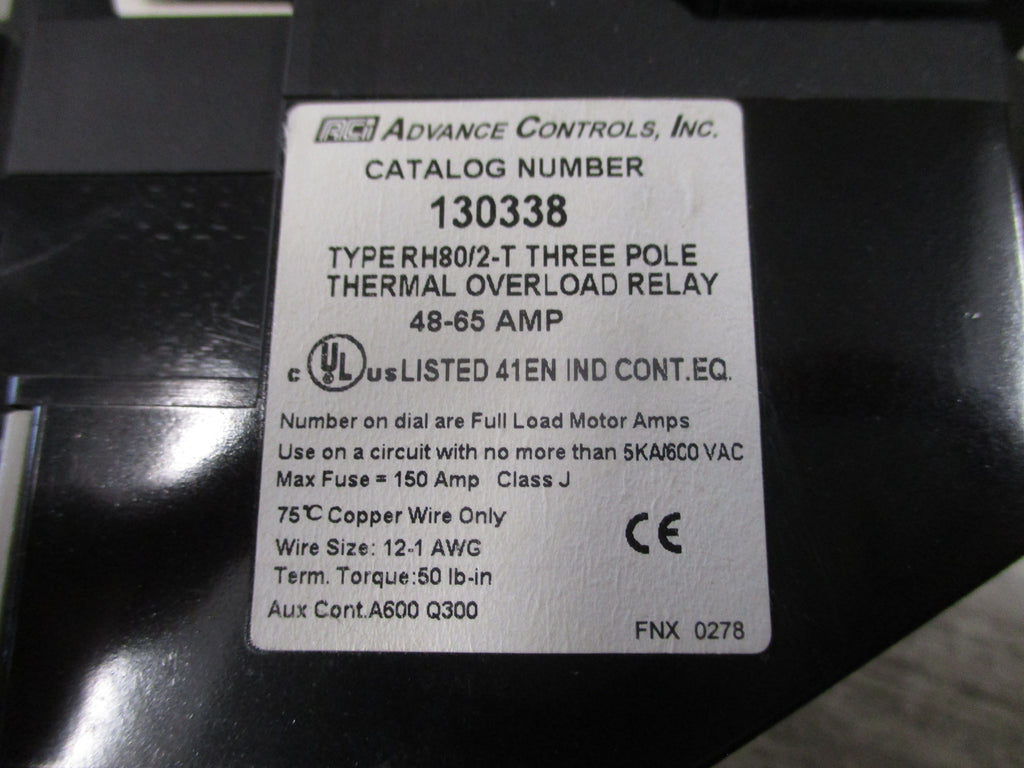 ACI ADVANCE CONTROLS, INC.
CATALOG NUMBER
130338
TYPE RH80/2-T THREE POLE
THERMAL OVERLOAD RELAY
48-65 AMP
c UL us LISTED 41EN IND CONT.EQ.
Number on dial are Full Load Motor Amps
Use on a circuit with no more than 5KA/600 VAC
Max Fuse = 150 Amp Class J
75℃ Copper Wire Only
CE
Wire Size: 12-1 AWG
Term. Torque:50 lb-in
Aux Cont.A600 Q300
FNX 0278